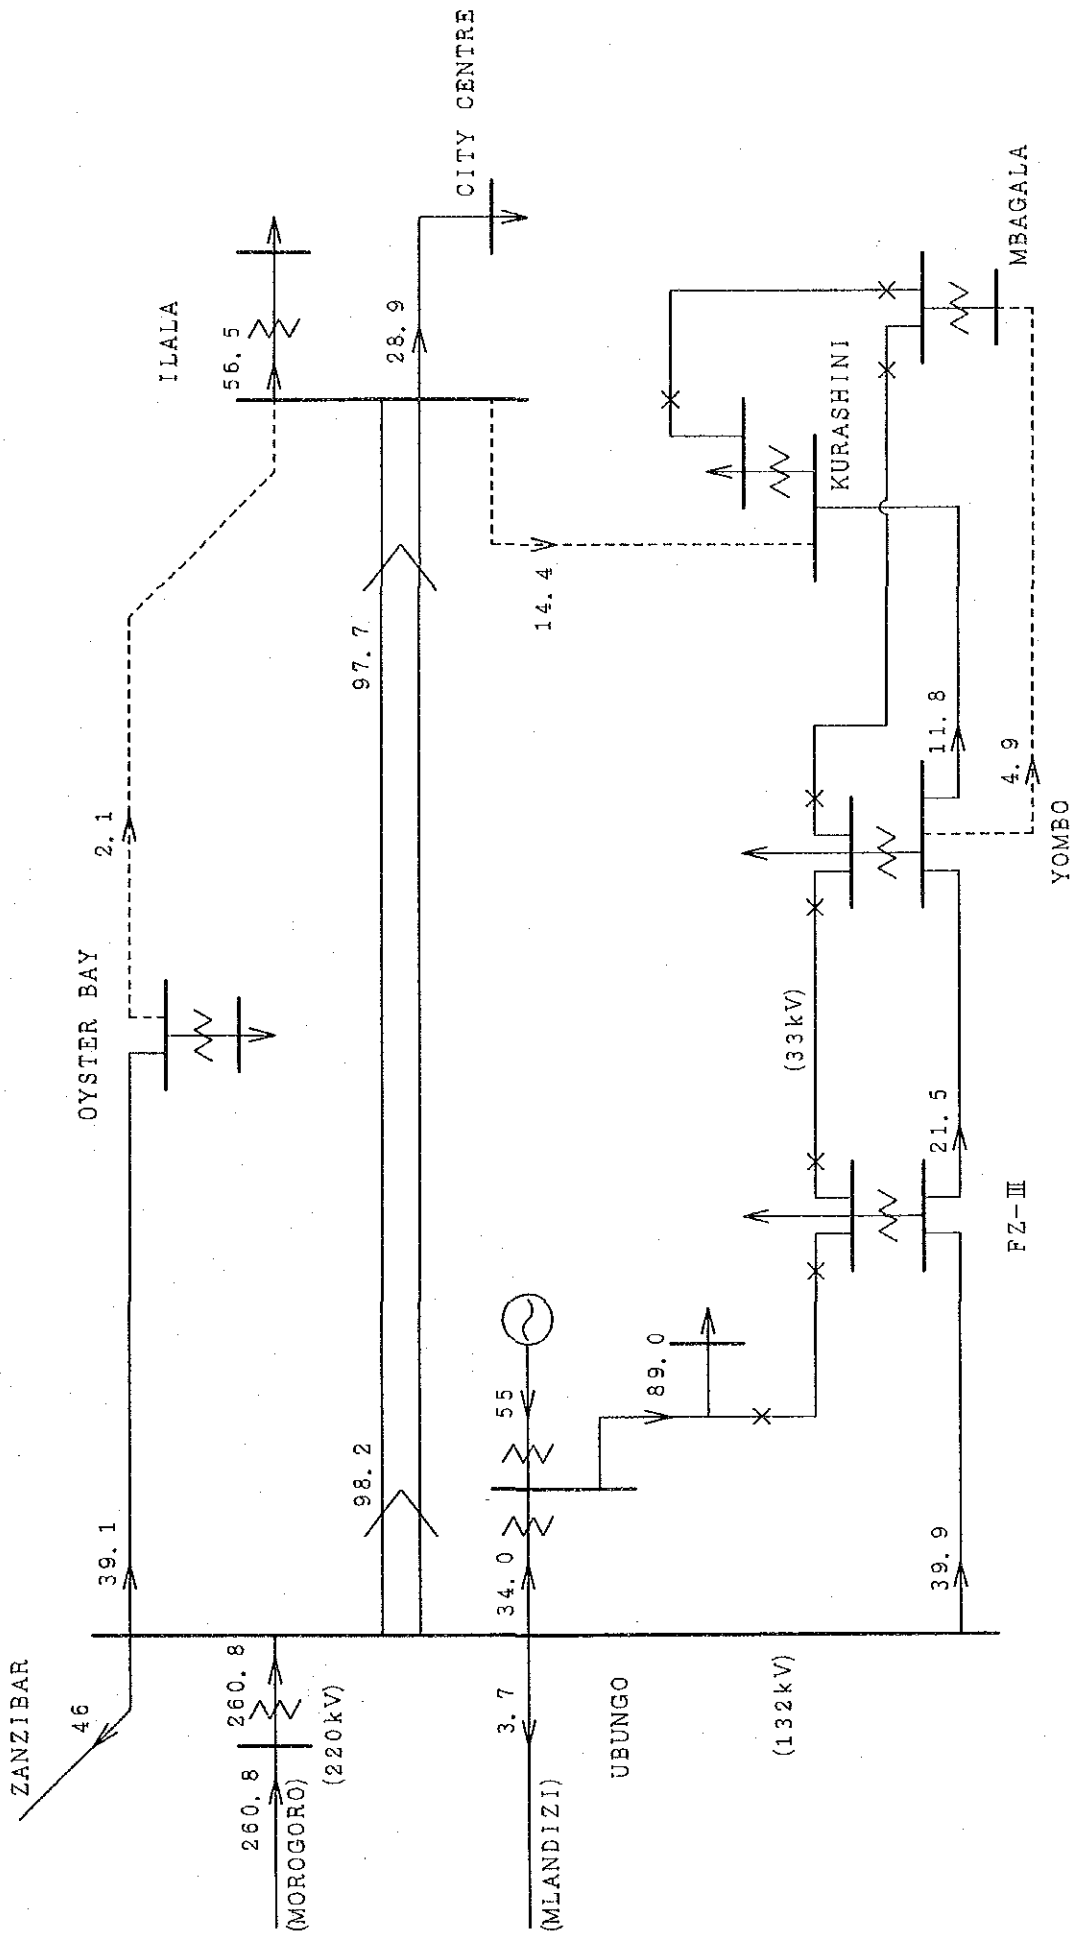 ZANZIBAR
46
39.1
OYSTER BAY
2.1
ILALA
56.5
260.8
(MOROGORO)
260.8
(220kV)
98.2
97.7
28.9
CITY CENTRE
14.4
3.7
(MLANDIZI)
34.0
55
UBUNGO
89.0
(132kV)
(33kV)
KURASHINI
39.9
FZ-Ⅲ
21.5
11.8
4.9
YOMBO
MBAGALA